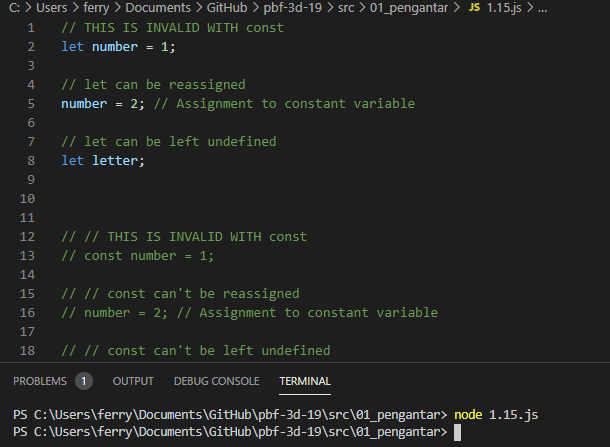 C: > Users > ferry > Documents > GitHub > pbf-3d-19 > src > 01_pengantar > JS 1.15.js > ...
1 // THIS IS INVALID WITH const
2 let number = 1;
3
4 // let can be reassigned
5 number = 2; // Assignment to constant variable
6
7 // let can be left undefined
8 let letter;
9
10
11
12 // // THIS IS INVALID WITH const
13 // const number = 1;
14
15 // // const can't be reassigned
16 // number = 2; // Assignment to constant variable
17
18 // // const can't be left undefined
PROBLEMS 1 OUTPUT DEBUG CONSOLE TERMINAL
PS C:\Users\ferry\Documents\GitHub\pbf-3d-19\src\01_pengantar> node 1.15.js
PS C:\Users\ferry\Documents\GitHub\pbf-3d-19\src\01_pengantar>